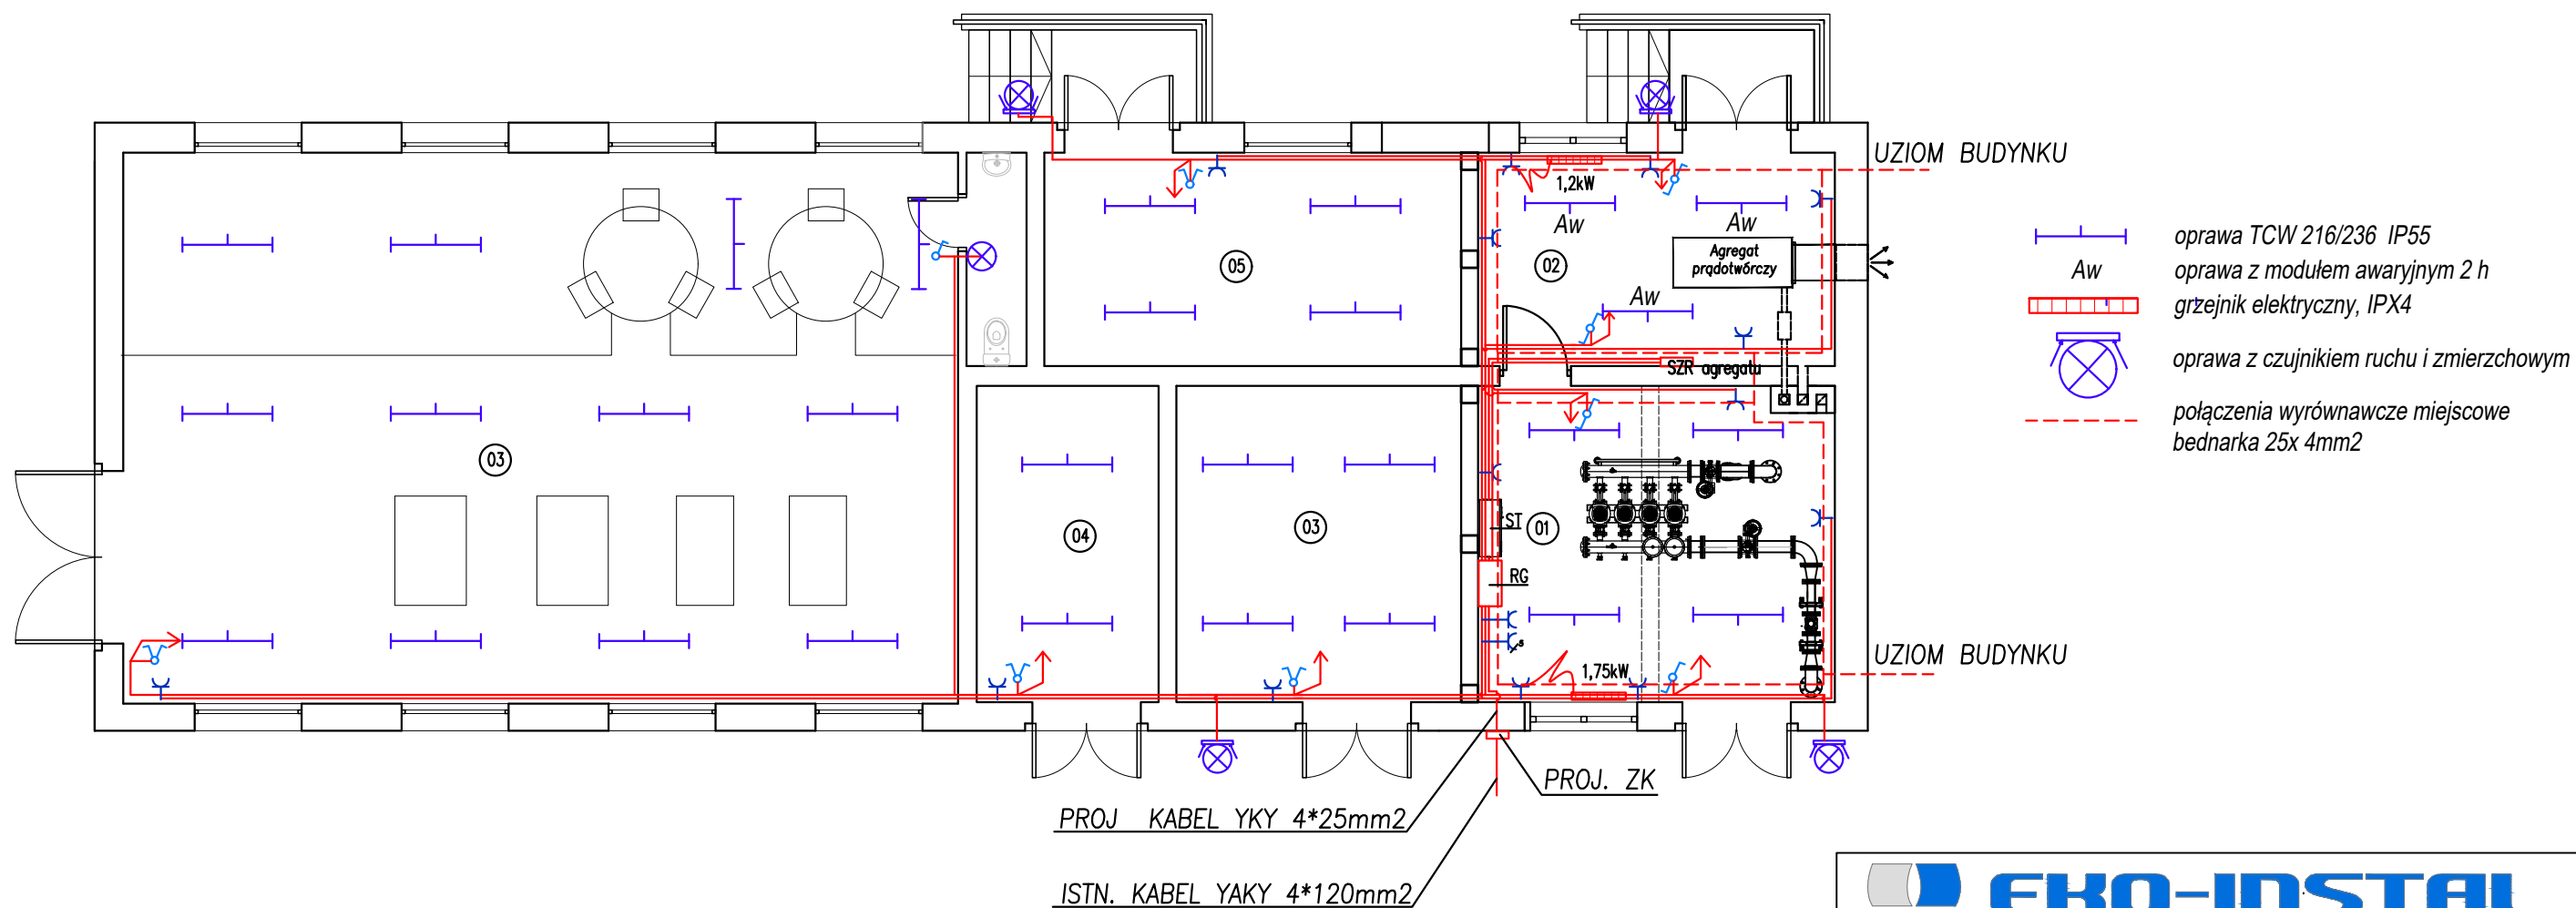 UZIOM BUDYNKU
1,2kW
Aw
Aw
oprawa TCW 216/236 IP55
Agregat
prądotwórczy
05
02
Aw
oprawa z modułem awaryjnym 2 h
Aw
grzejnik elektryczny, IPX4
SZR agregatu
oprawa z czujnikiem ruchu i zmierzchowym
połączenia wyrównawcze miejscowe
bednarka 25x 4mm2
03
04
03
ST
01
RG
UZIOM BUDYNKU
1,75kW
PROJ. ZK
PROJ KABEL YKY 4*25mm2
ISTN. KABEL YAKY 4*120mm2
EKO-INSTAL